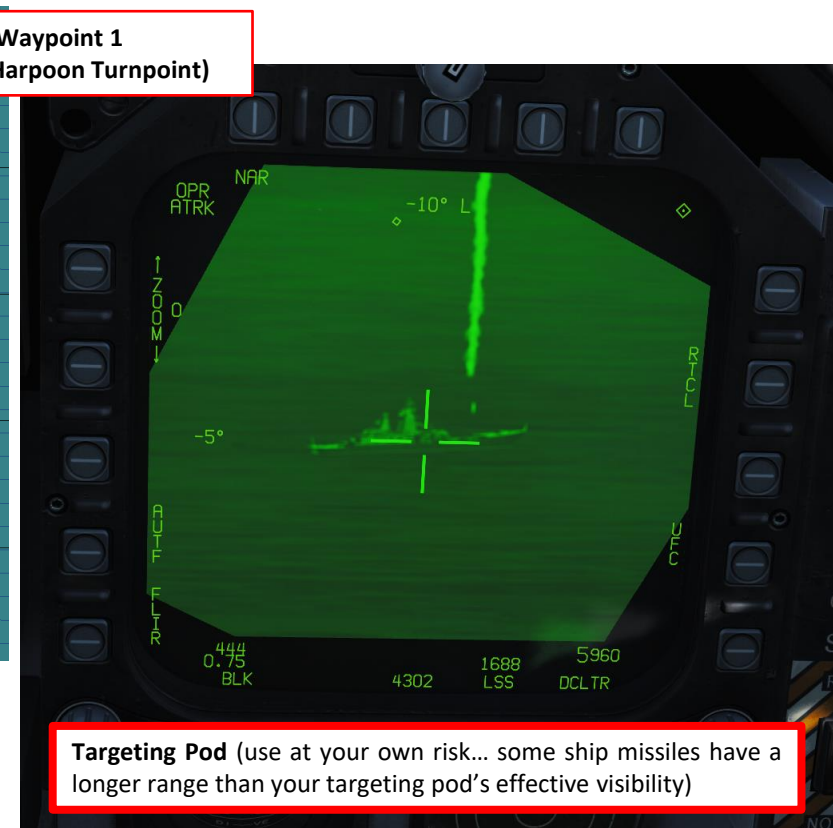 Waypoint 1
Harpoon Turnpoint)
NAR
OPR
ATRK
-10° L
↑ZOOM↓
0
RTCL
-5°
AUTF
UFC
FLIR
444
0.75
BLK
4302
1688
LSS
5960
DCLTR
Targeting Pod (use at your own risk… some ship missiles have a
longer range than your targeting pod’s effective visibility)